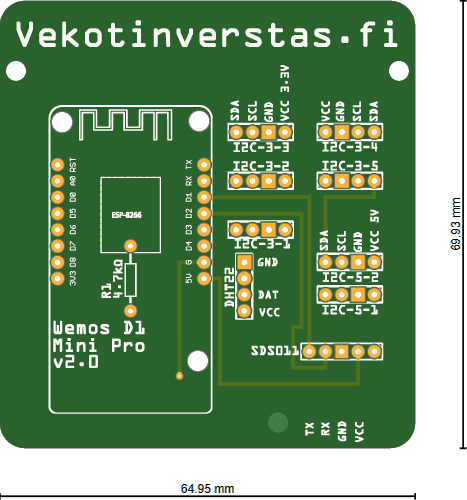 Vekotinverstas.fi
SDA SCL GND VCC 3.3V
VCC GND SCL SDA
I2C-3-3
I2C-3-4
I2C-3-2
I2C-3-5
RST
A0
D0
D5
D6
D7
D8
3V3
TX
RX
D1
D2
D3
D4
G
5V
ESP-8266
I2C-3-1
SDA SCL GND VCC 5V
I2C-5-2
I2C-5-1
DHT22
GND
DAT
VCC
R1
4.7kΩ
Wemos D1
Mini Pro
v2.0
SDS011
TX RX GND VCC
69.93 mm
64.95 mm